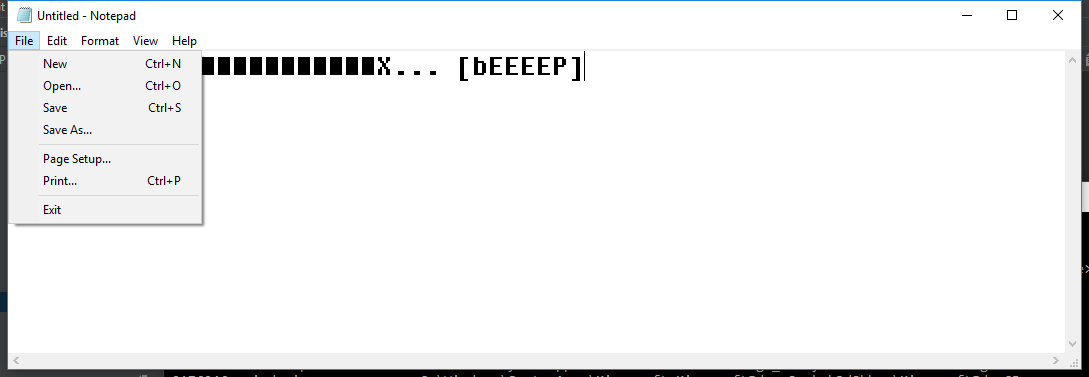 Untitled - Notepad
File Edit Format View Help
■■■■■■■■■■■X... [bEEEEP]
New Ctrl+N
Open... Ctrl+O
Save Ctrl+S
Save As...
Page Setup...
Print... Ctrl+P
Exit